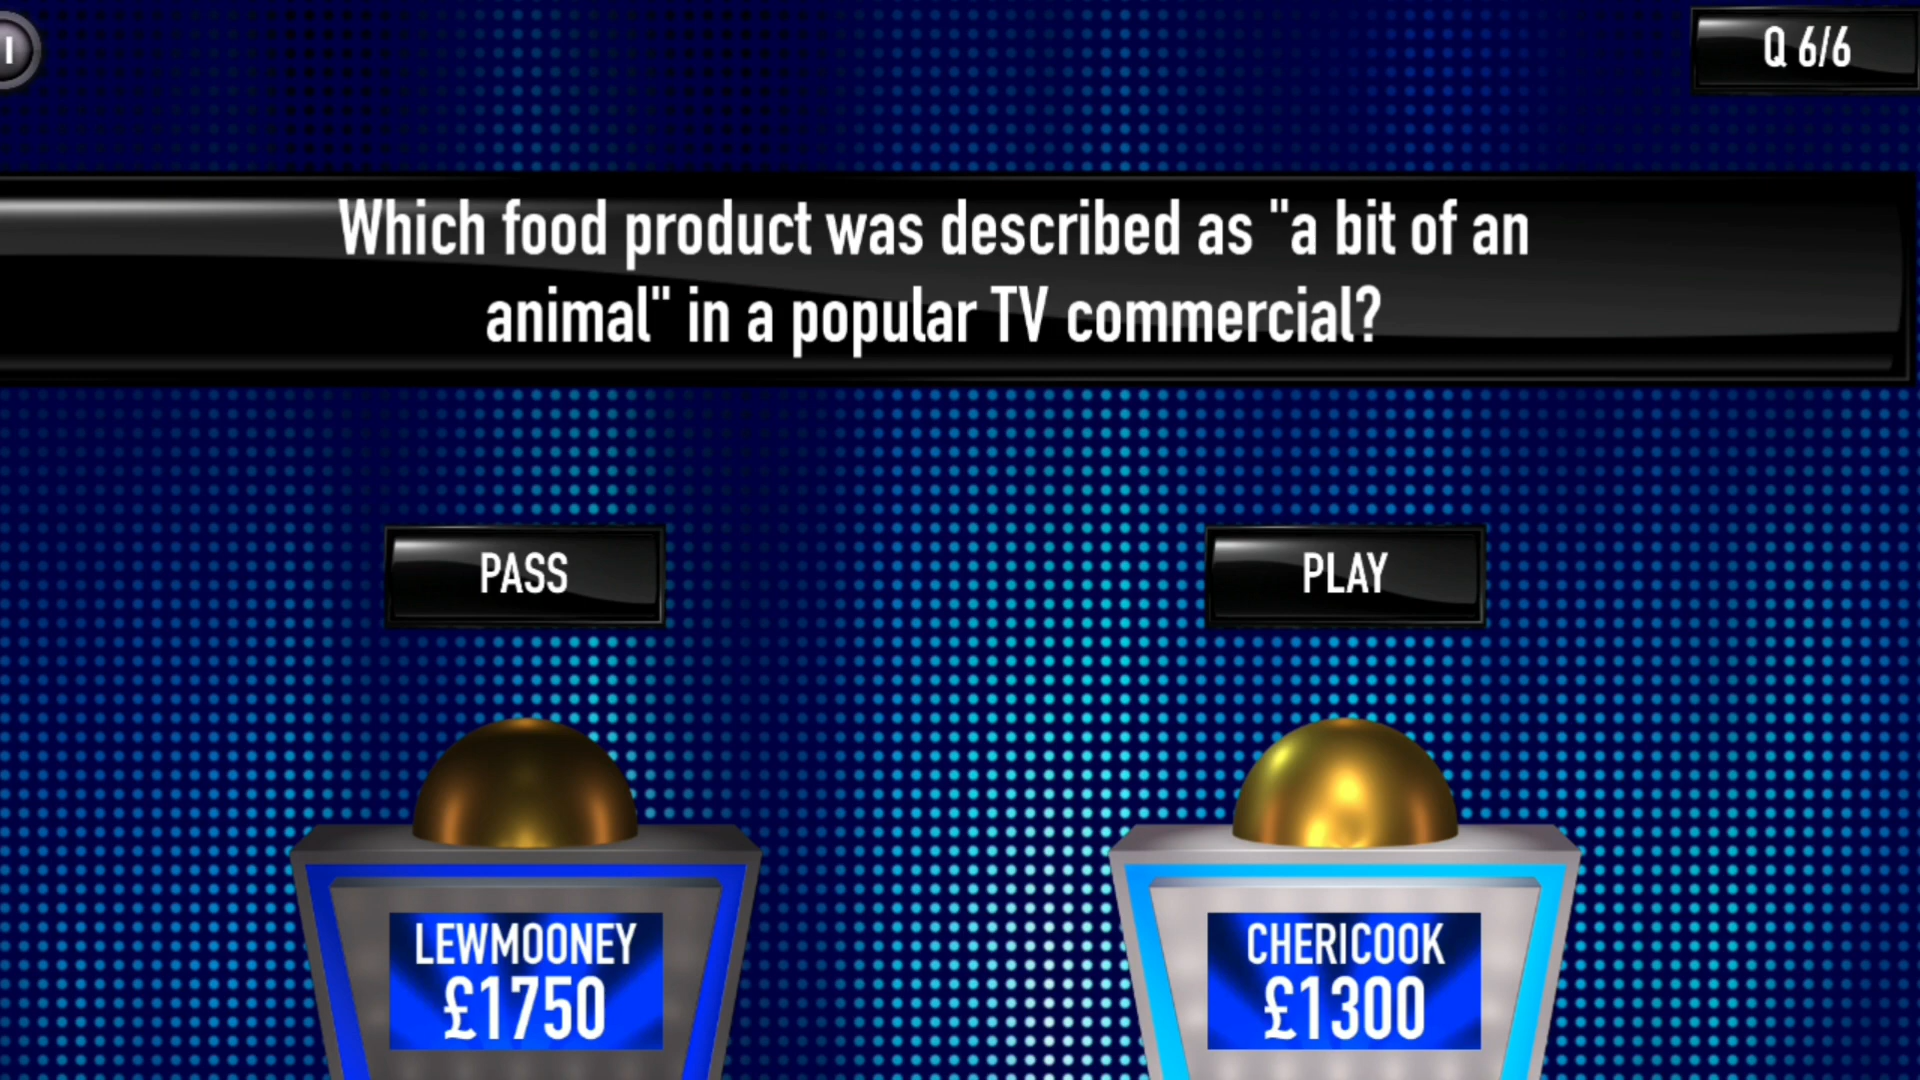 Q 6/6
Which food product was described as "a bit of an
animal" in a popular TV commercial?
PASS
PLAY
LEWMOONEY
£1750
CHERICOOK
£1300